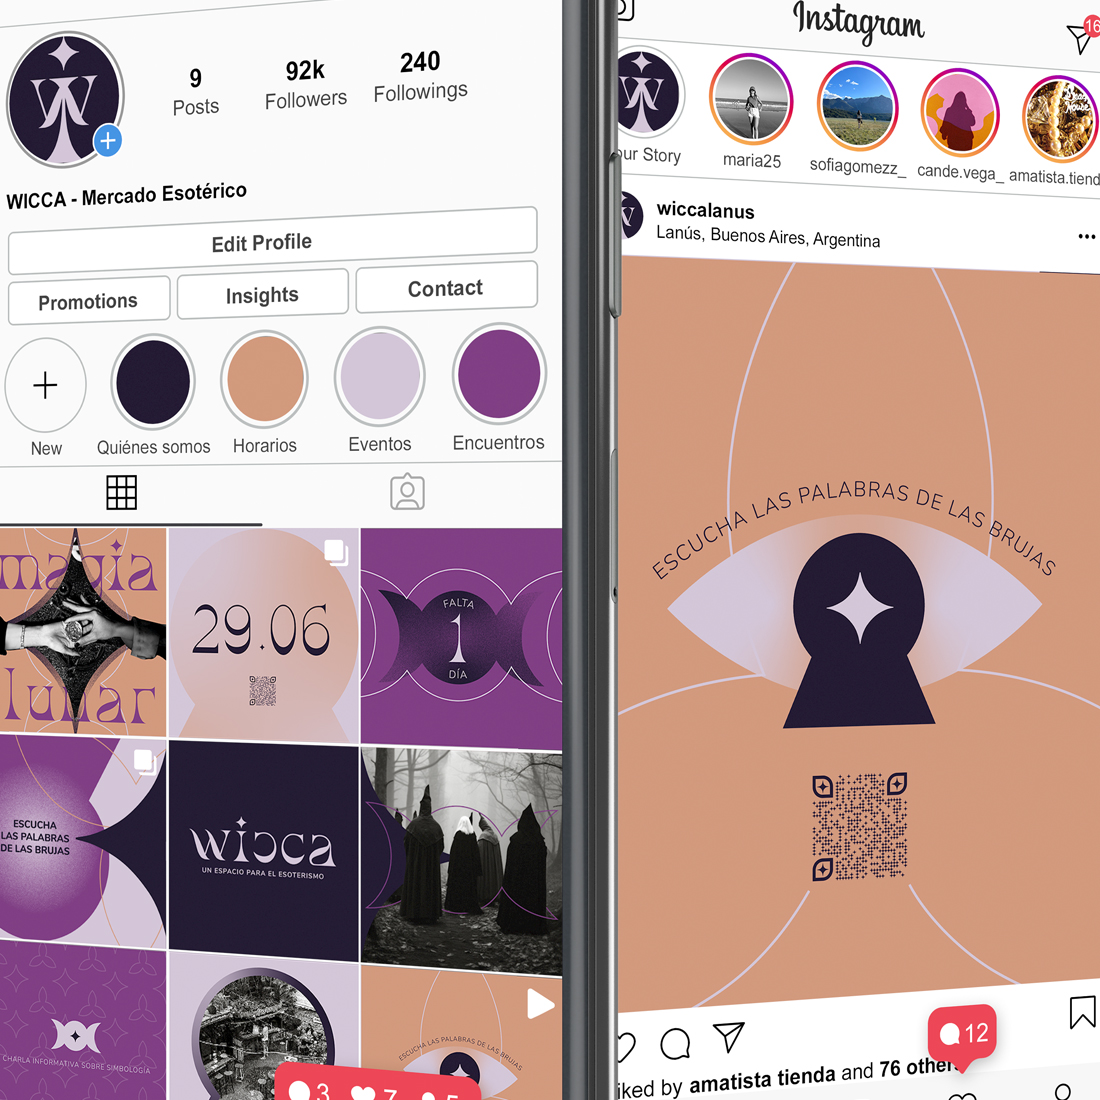 9
Posts
92k
Followers
240
Followings
WICCA - Mercado Esotérico
Edit Profile
Promotions
Insights
Contact
New
Quiénes somos
Horarios
Eventos
Encuentros
magia
lunar
29.06
FALTA
1
DÍA
ESCUCHA
LAS PALABRAS
DE LAS BRUJAS
wicca
UN ESPACIO PARA EL ESOTERISMO
CHARLA INFORMATIVA SOBRE SIMBOLOGÍA
ESCUCHA LAS PALABRAS DE LAS BRUJAS
3
7
5
Instagram
16
our Story
maria25
sofiagomezz_
cande.vega_
amatista.tiend
wiccalanus
Lanús, Buenos Aires, Argentina
ESCUCHA LAS PALABRAS DE LAS BRUJAS
12
iked by amatista tienda and 76 others